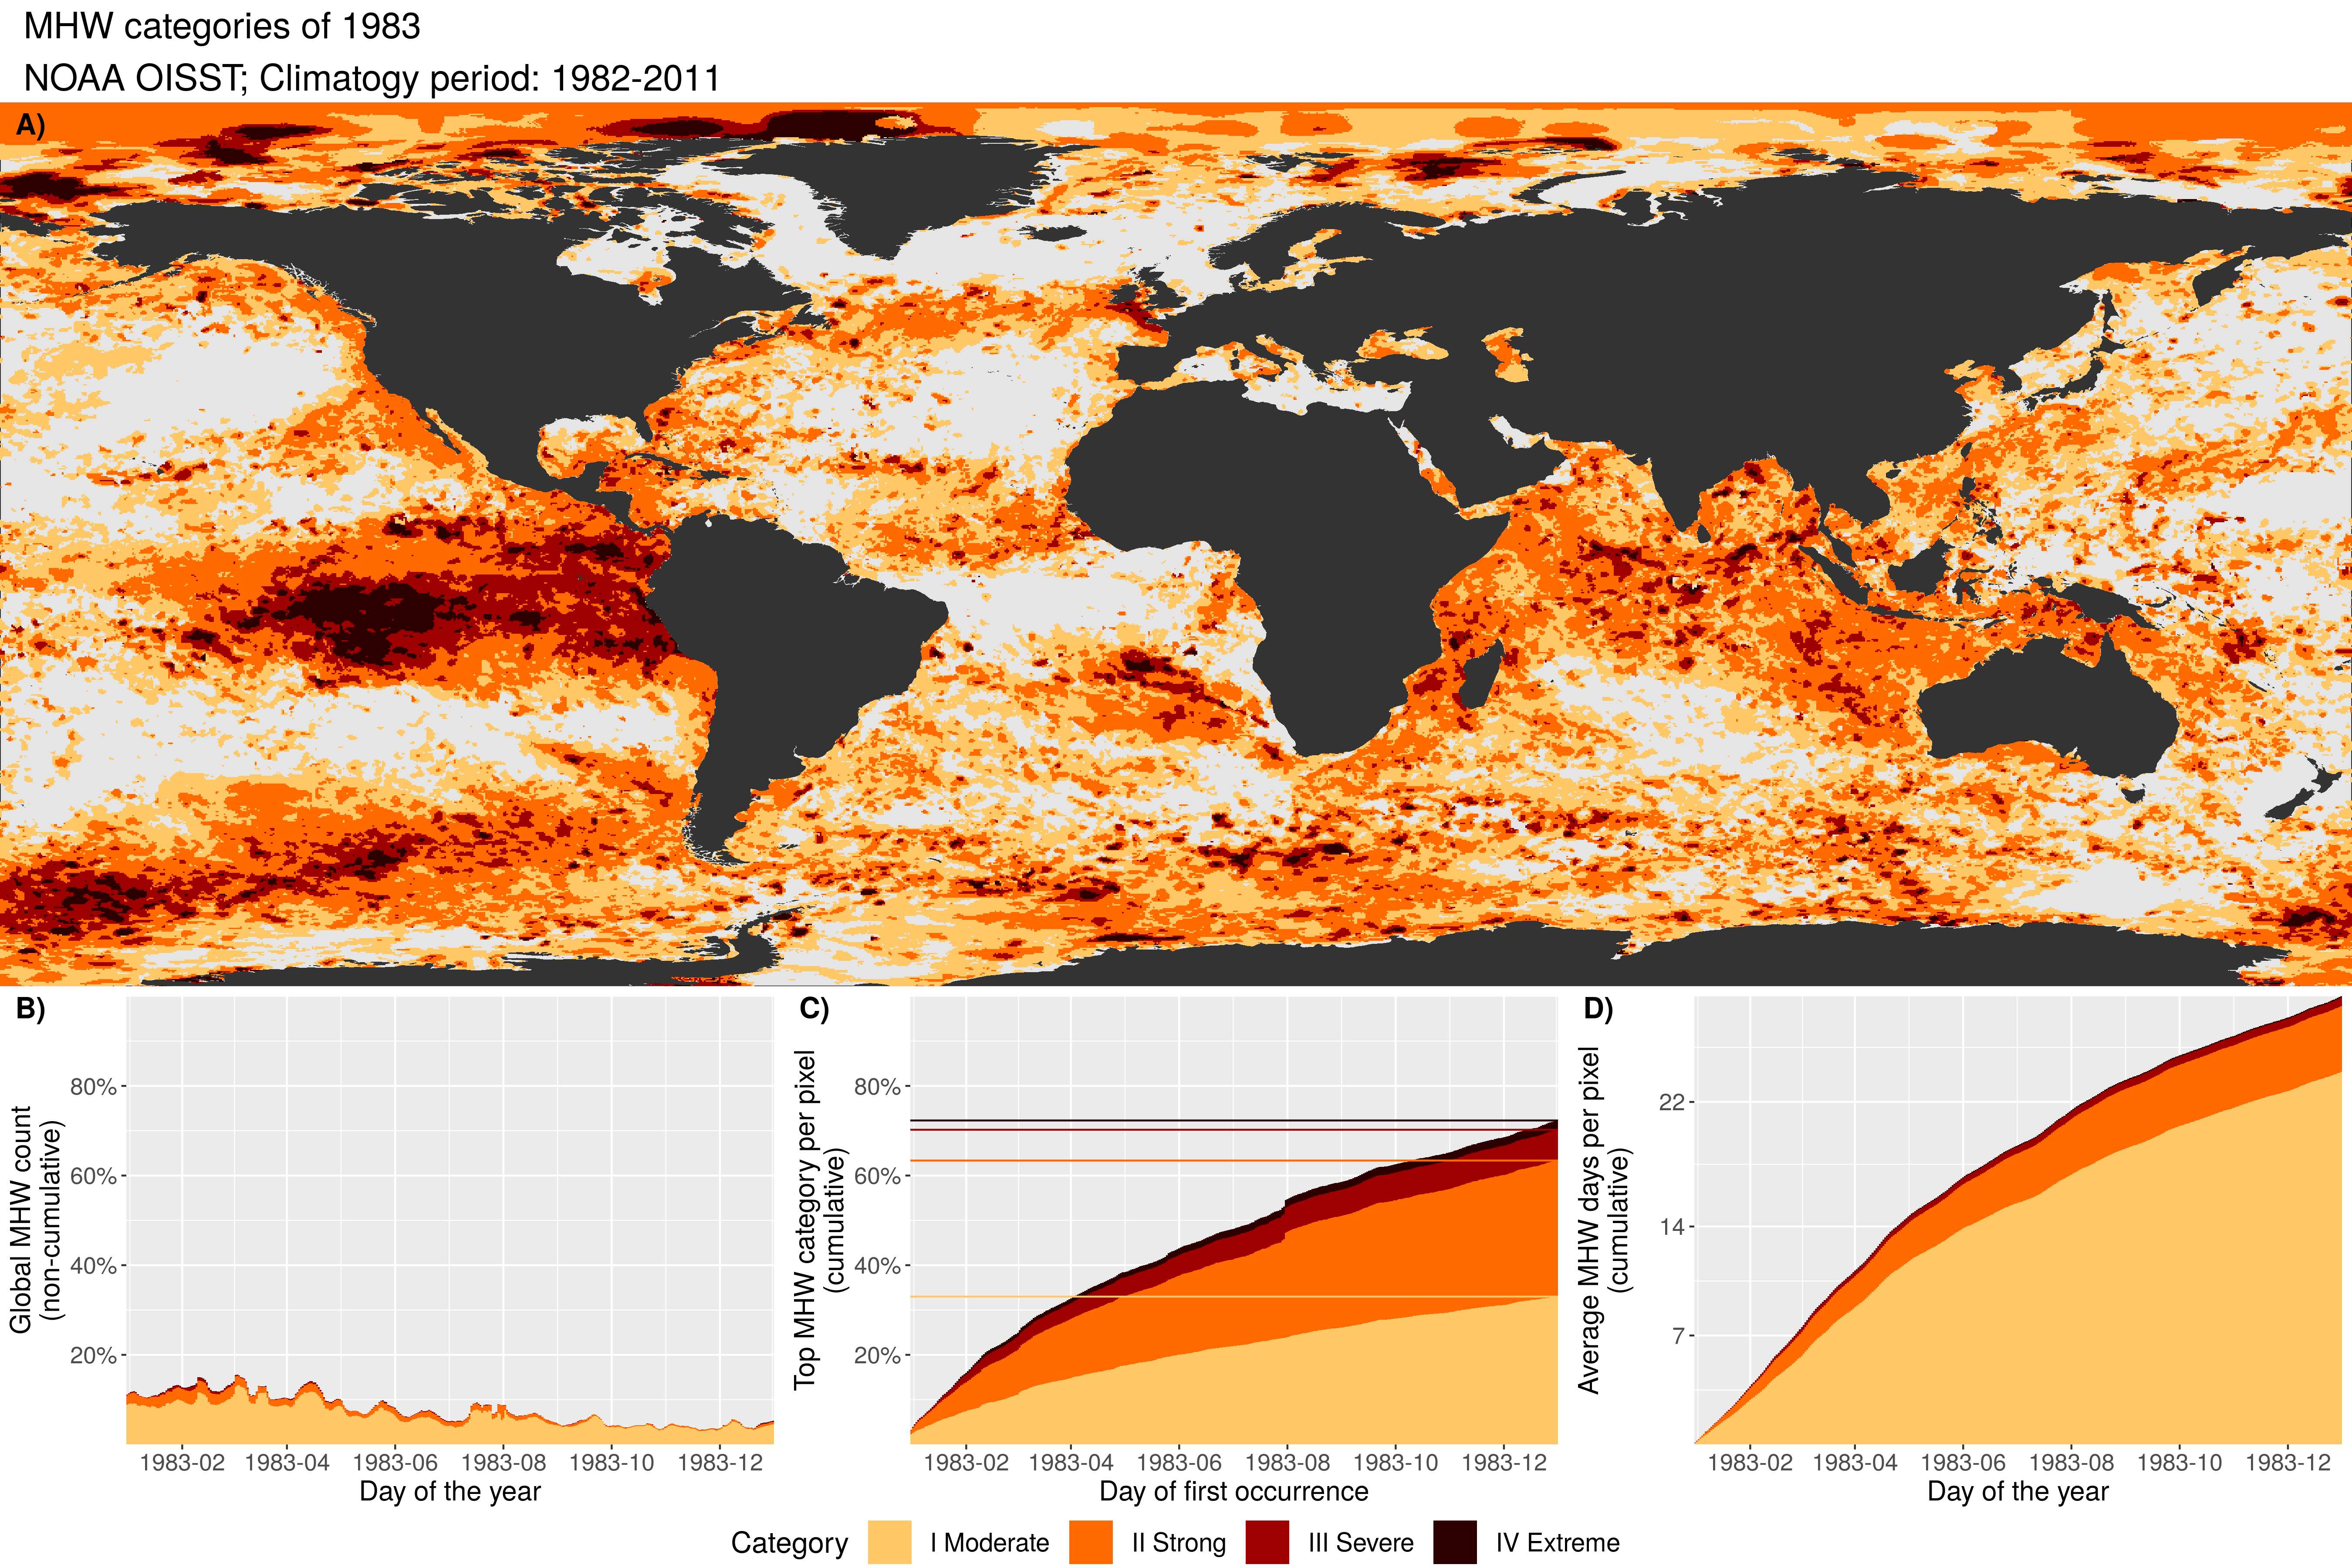 MHW categories of 1983
NOAA OISST; Climatogy period: 1982-2011
A)
B)
Global MHW count
(non-cumulative)
80%
60%
40%
20%
1983-02 1983-04 1983-06 1983-08 1983-10 1983-12
Day of the year
C)
Top MHW category per pixel
(cumulative)
80%
60%
40%
20%
1983-02 1983-04 1983-06 1983-08 1983-10 1983-12
Day of first occurrence
D)
Average MHW days per pixel
(cumulative)
22
14
7
1983-02 1983-04 1983-06 1983-08 1983-10 1983-12
Day of the year
Category I Moderate II Strong III Severe IV Extreme